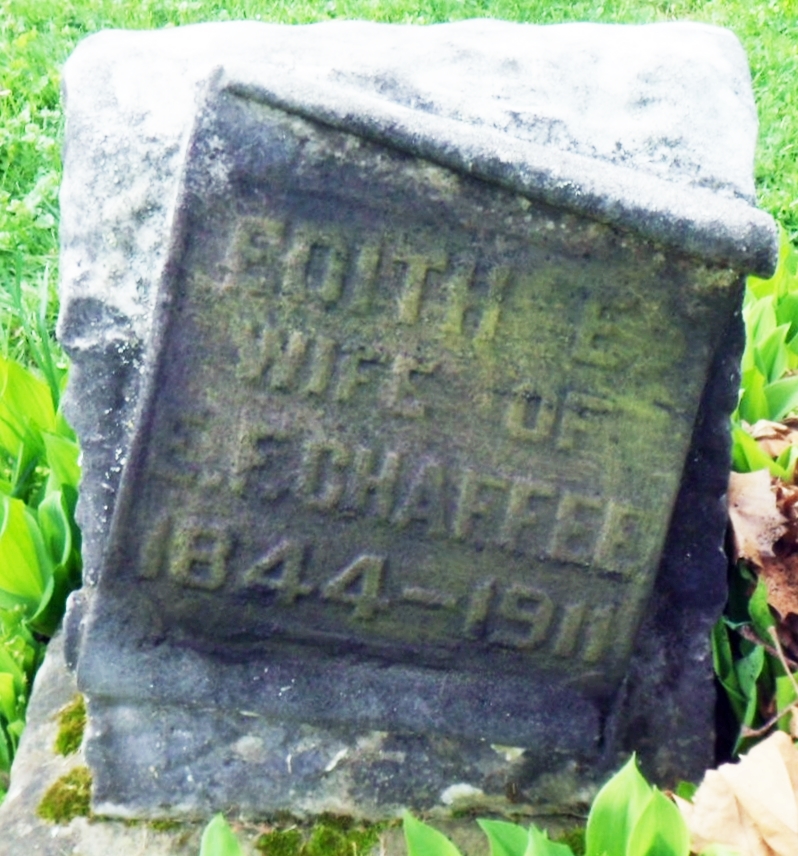 EDITH E.
WIFE OF
E. F. CHAFFEE
1844-1911